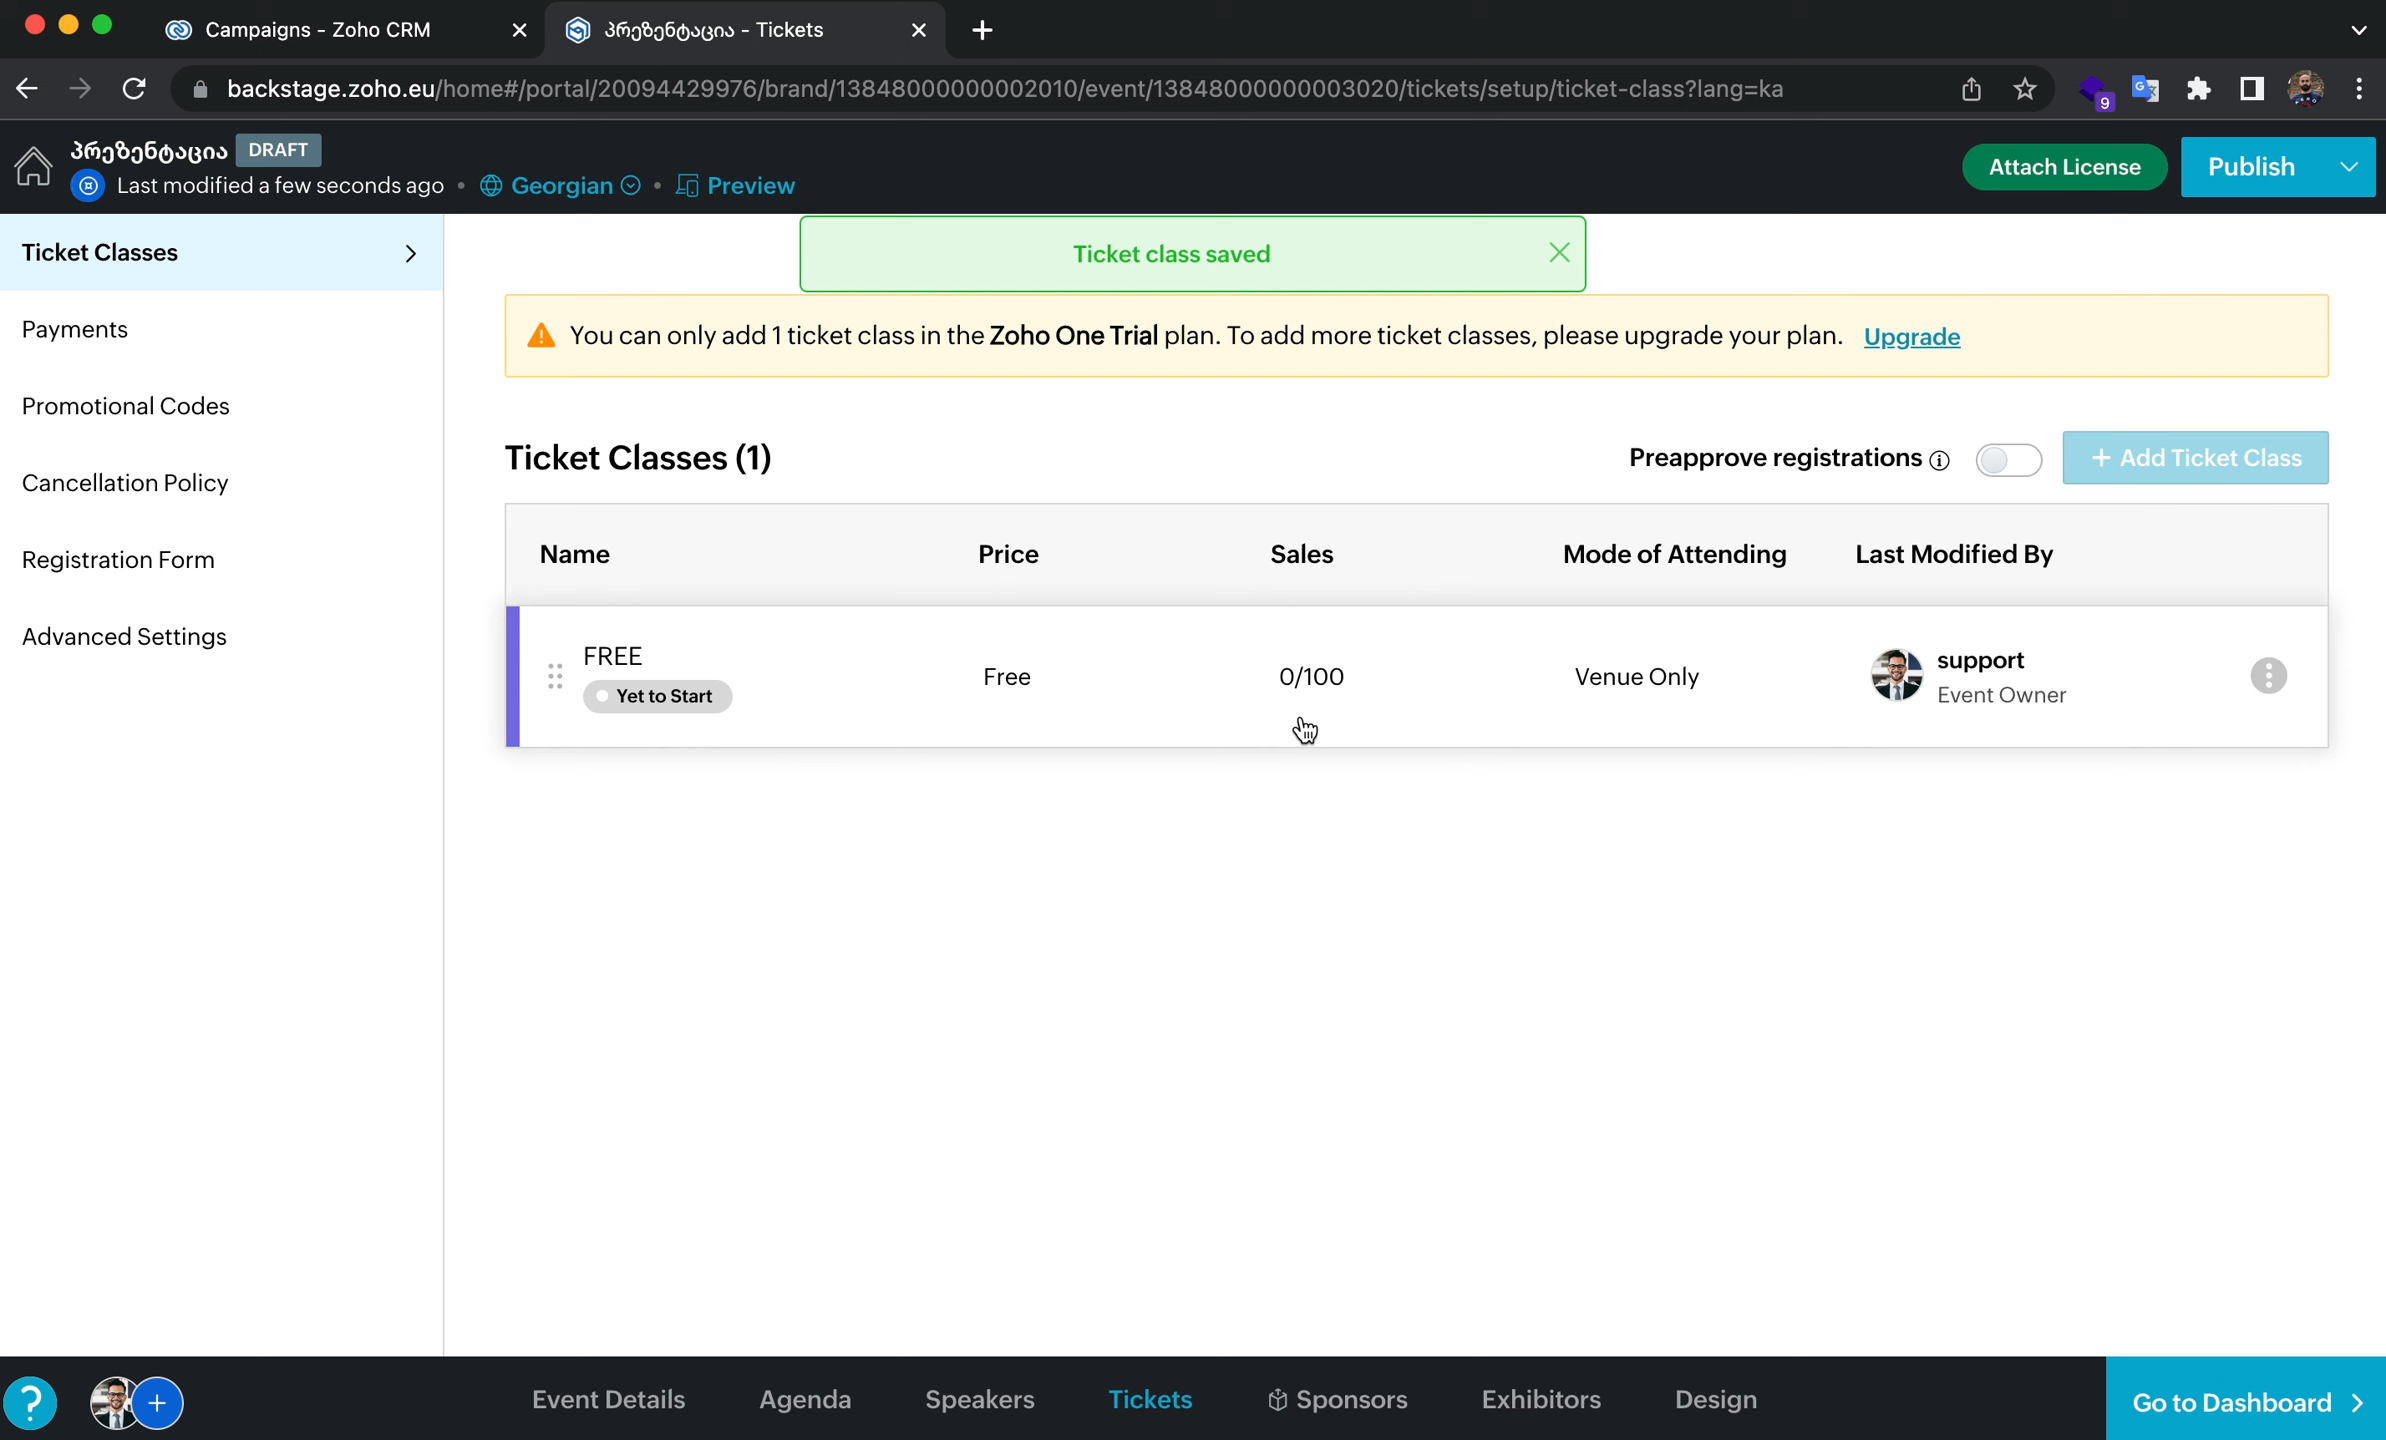 Campaigns - Zoho CRM
პრეზენტაცია - Tickets
backstage.zoho.eu/home#/portal/20094429976/brand/13848000000002010/event/13848000000003020/tickets/setup/ticket-class?lang=ka
9
პრეზენტაცია DRAFT
Last modified a few seconds ago • Georgian • Preview
Attach License
Publish
Ticket Classes
Payments
Promotional Codes
Cancellation Policy
Registration Form
Advanced Settings
Ticket class saved
You can only add 1 ticket class in the Zoho One Trial plan. To add more ticket classes, please upgrade your plan. Upgrade
Ticket Classes (1)
Preapprove registrations
+ Add Ticket Class
Name Price Sales Mode of Attending Last Modified By
FREE
Yet to Start
Free
0/100
Venue Only
support
Event Owner
?
+
Event Details Agenda Speakers Tickets Sponsors Exhibitors Design
Go to Dashboard